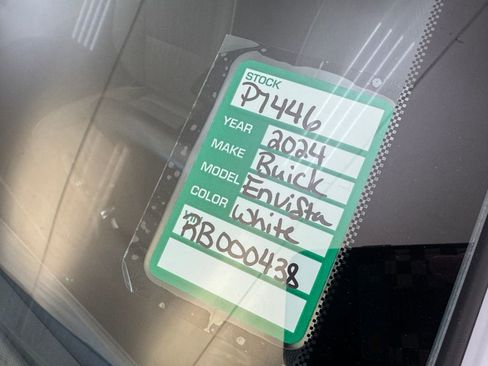 STOCK P7446
YEAR 2024
MAKE Buick
MODEL Envista
COLOR White
RB000438